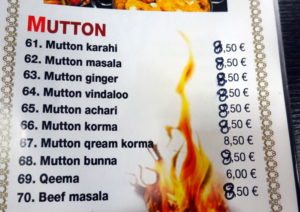 MUTTON
61. Mutton karahi 8,50 €
62. Mutton masala 8,50 €
63. Mutton ginger 8,50 €
64. Mutton vindaloo 8,50 €
65. Mutton achari 8,50 €
66. Mutton korma 8,50 €
67. Mutton qream korma 8,50 €
68. Mutton bunna 8,50 €
69. Qeema 6,00 €
70. Beef masala 8,50 €